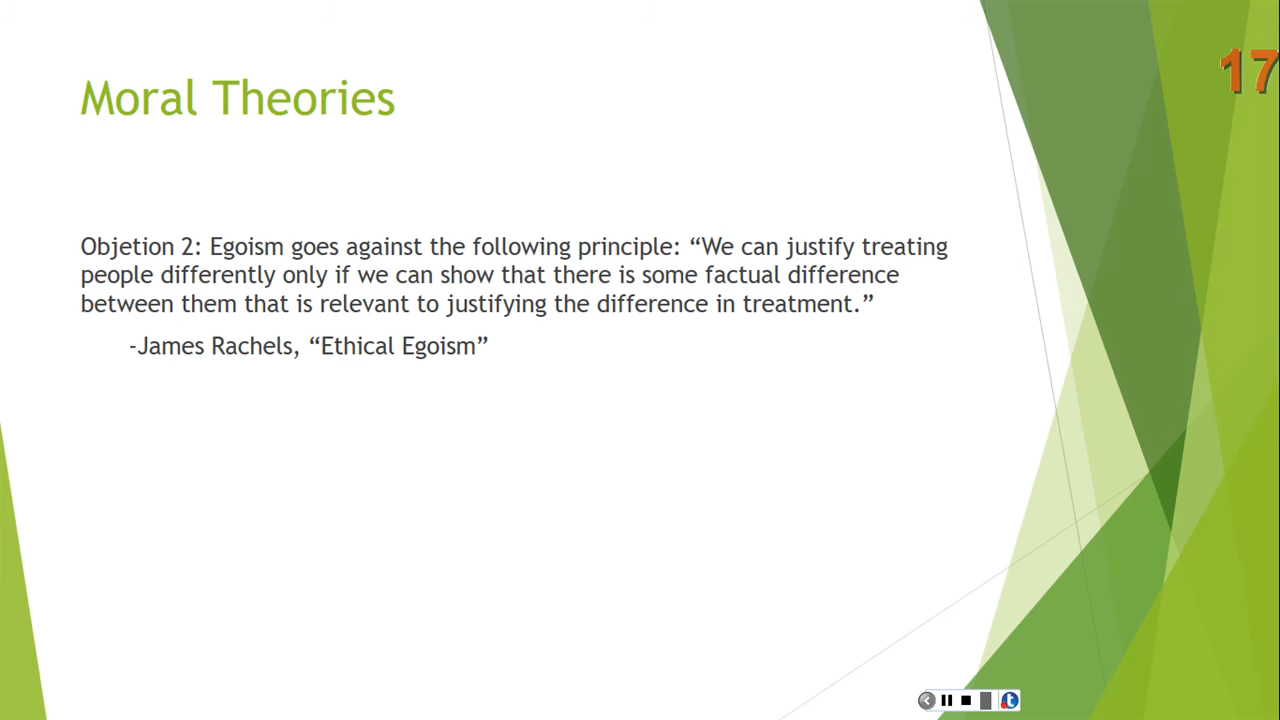 17
Moral Theories
Objetion 2: Egoism goes against the following principle: “We can justify treating
people differently only if we can show that there is some factual difference
between them that is relevant to justifying the difference in treatment.”
-James Rachels, “Ethical Egoism”
t